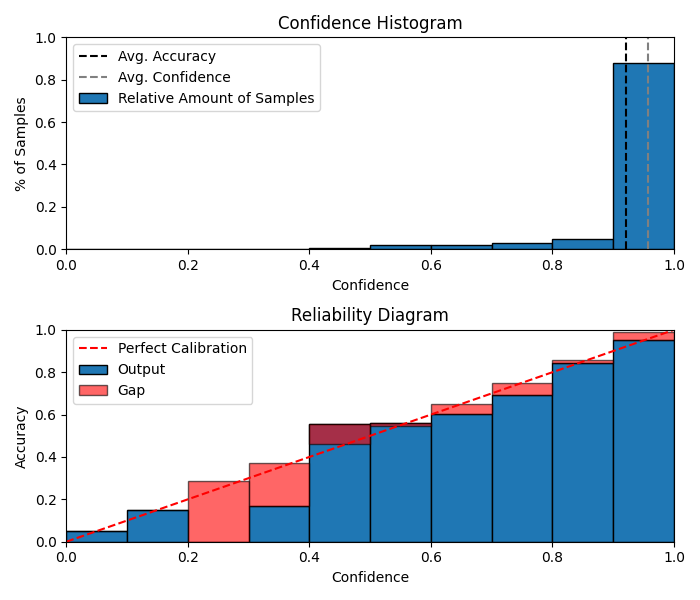 Confidence Histogram
1.0
0.8
0.6
0.4
0.2
0.0
% of Samples
Avg. Accuracy
Avg. Confidence
Relative Amount of Samples
0.0 0.2 0.4 0.6 0.8 1.0
Confidence
Reliability Diagram
1.0
0.8
0.6
0.4
0.2
0.0
Accuracy
Perfect Calibration
Output
Gap
0.0 0.2 0.4 0.6 0.8 1.0
Confidence